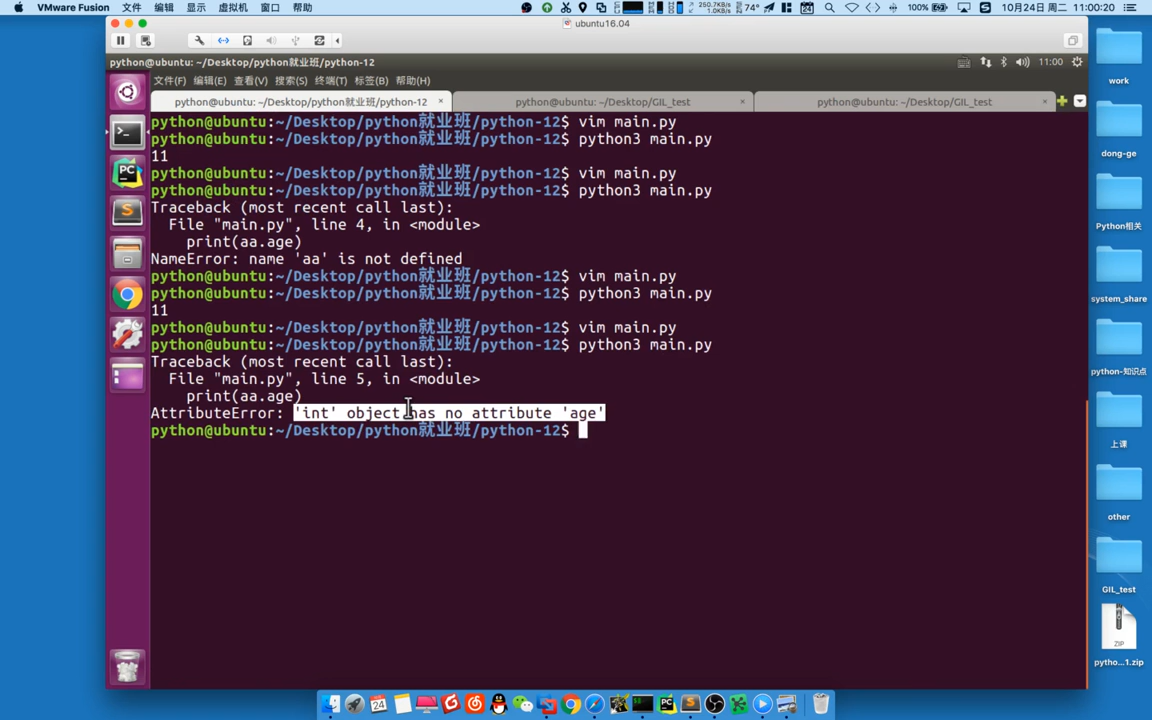 VMware Fusion 文件 编辑 显示 虚拟机 窗口 帮助 250.7KB/s 1.0KB/s 74° 24 100% 10月24日 周二 11:00:20
ubuntu16.04
python@ubuntu: ~/Desktop/python就业班/python-12 11:00
文件(F) 编辑(E) 查看(V) 搜索(S) 终端(T) 标签(B) 帮助(H)
python@ubuntu: ~/Desktop/python就业班/python-12 × python@ubuntu: ~/Desktop/GIL_test × python@ubuntu: ~/Desktop/GIL_test ×
python@ubuntu:~/Desktop/python就业班/python-12$ vim main.py
python@ubuntu:~/Desktop/python就业班/python-12$ python3 main.py
11
python@ubuntu:~/Desktop/python就业班/python-12$ vim main.py
python@ubuntu:~/Desktop/python就业班/python-12$ python3 main.py
Traceback (most recent call last):
File "main.py", line 4, in <module>
print(aa.age)
NameError: name 'aa' is not defined
python@ubuntu:~/Desktop/python就业班/python-12$ vim main.py
python@ubuntu:~/Desktop/python就业班/python-12$ python3 main.py
11
python@ubuntu:~/Desktop/python就业班/python-12$ vim main.py
python@ubuntu:~/Desktop/python就业班/python-12$ python3 main.py
Traceback (most recent call last):
File "main.py", line 5, in <module>
print(aa.age)
AttributeError: 'int' object has no attribute 'age'
python@ubuntu:~/Desktop/python就业班/python-12$
work
dong-ge
Python相关
system_share
python-知识点
上课
other
GIL_test
ZIP
pytho...1.zip
24